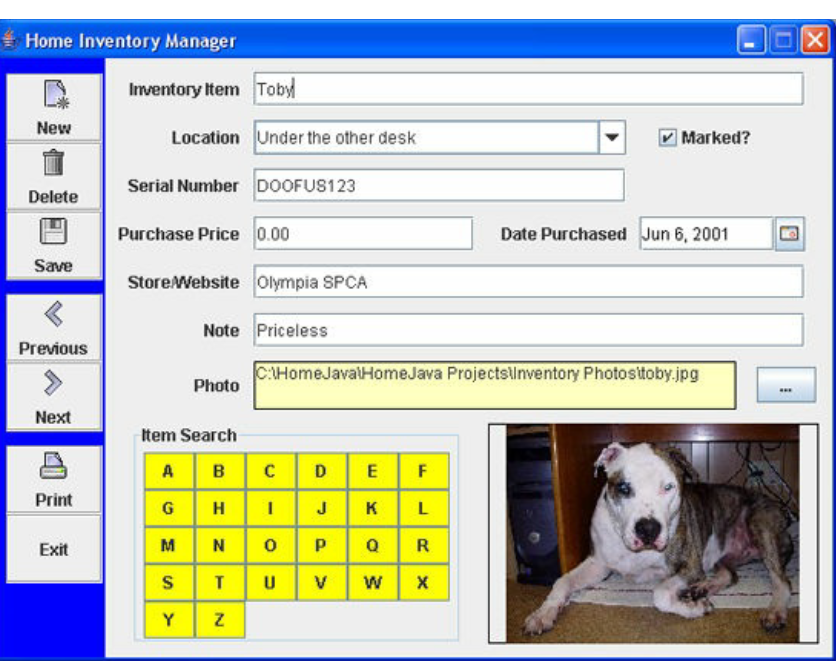 Home Inventory Manager
New
Delete
Save
Previous
Next
Print
Exit
Inventory Item Toby
Location Under the other desk Marked?
Serial Number DOOFUS123
Purchase Price 0.00 Date Purchased Jun 6, 2001
Store/Website Olympia SPCA
Note Priceless
Photo C:\HomeJava\HomeJava Projects\Inventory Photos\toby.jpg ...
Item Search
A B C D E F
G H I J K L
M N O P Q R
S T U V W X
Y Z